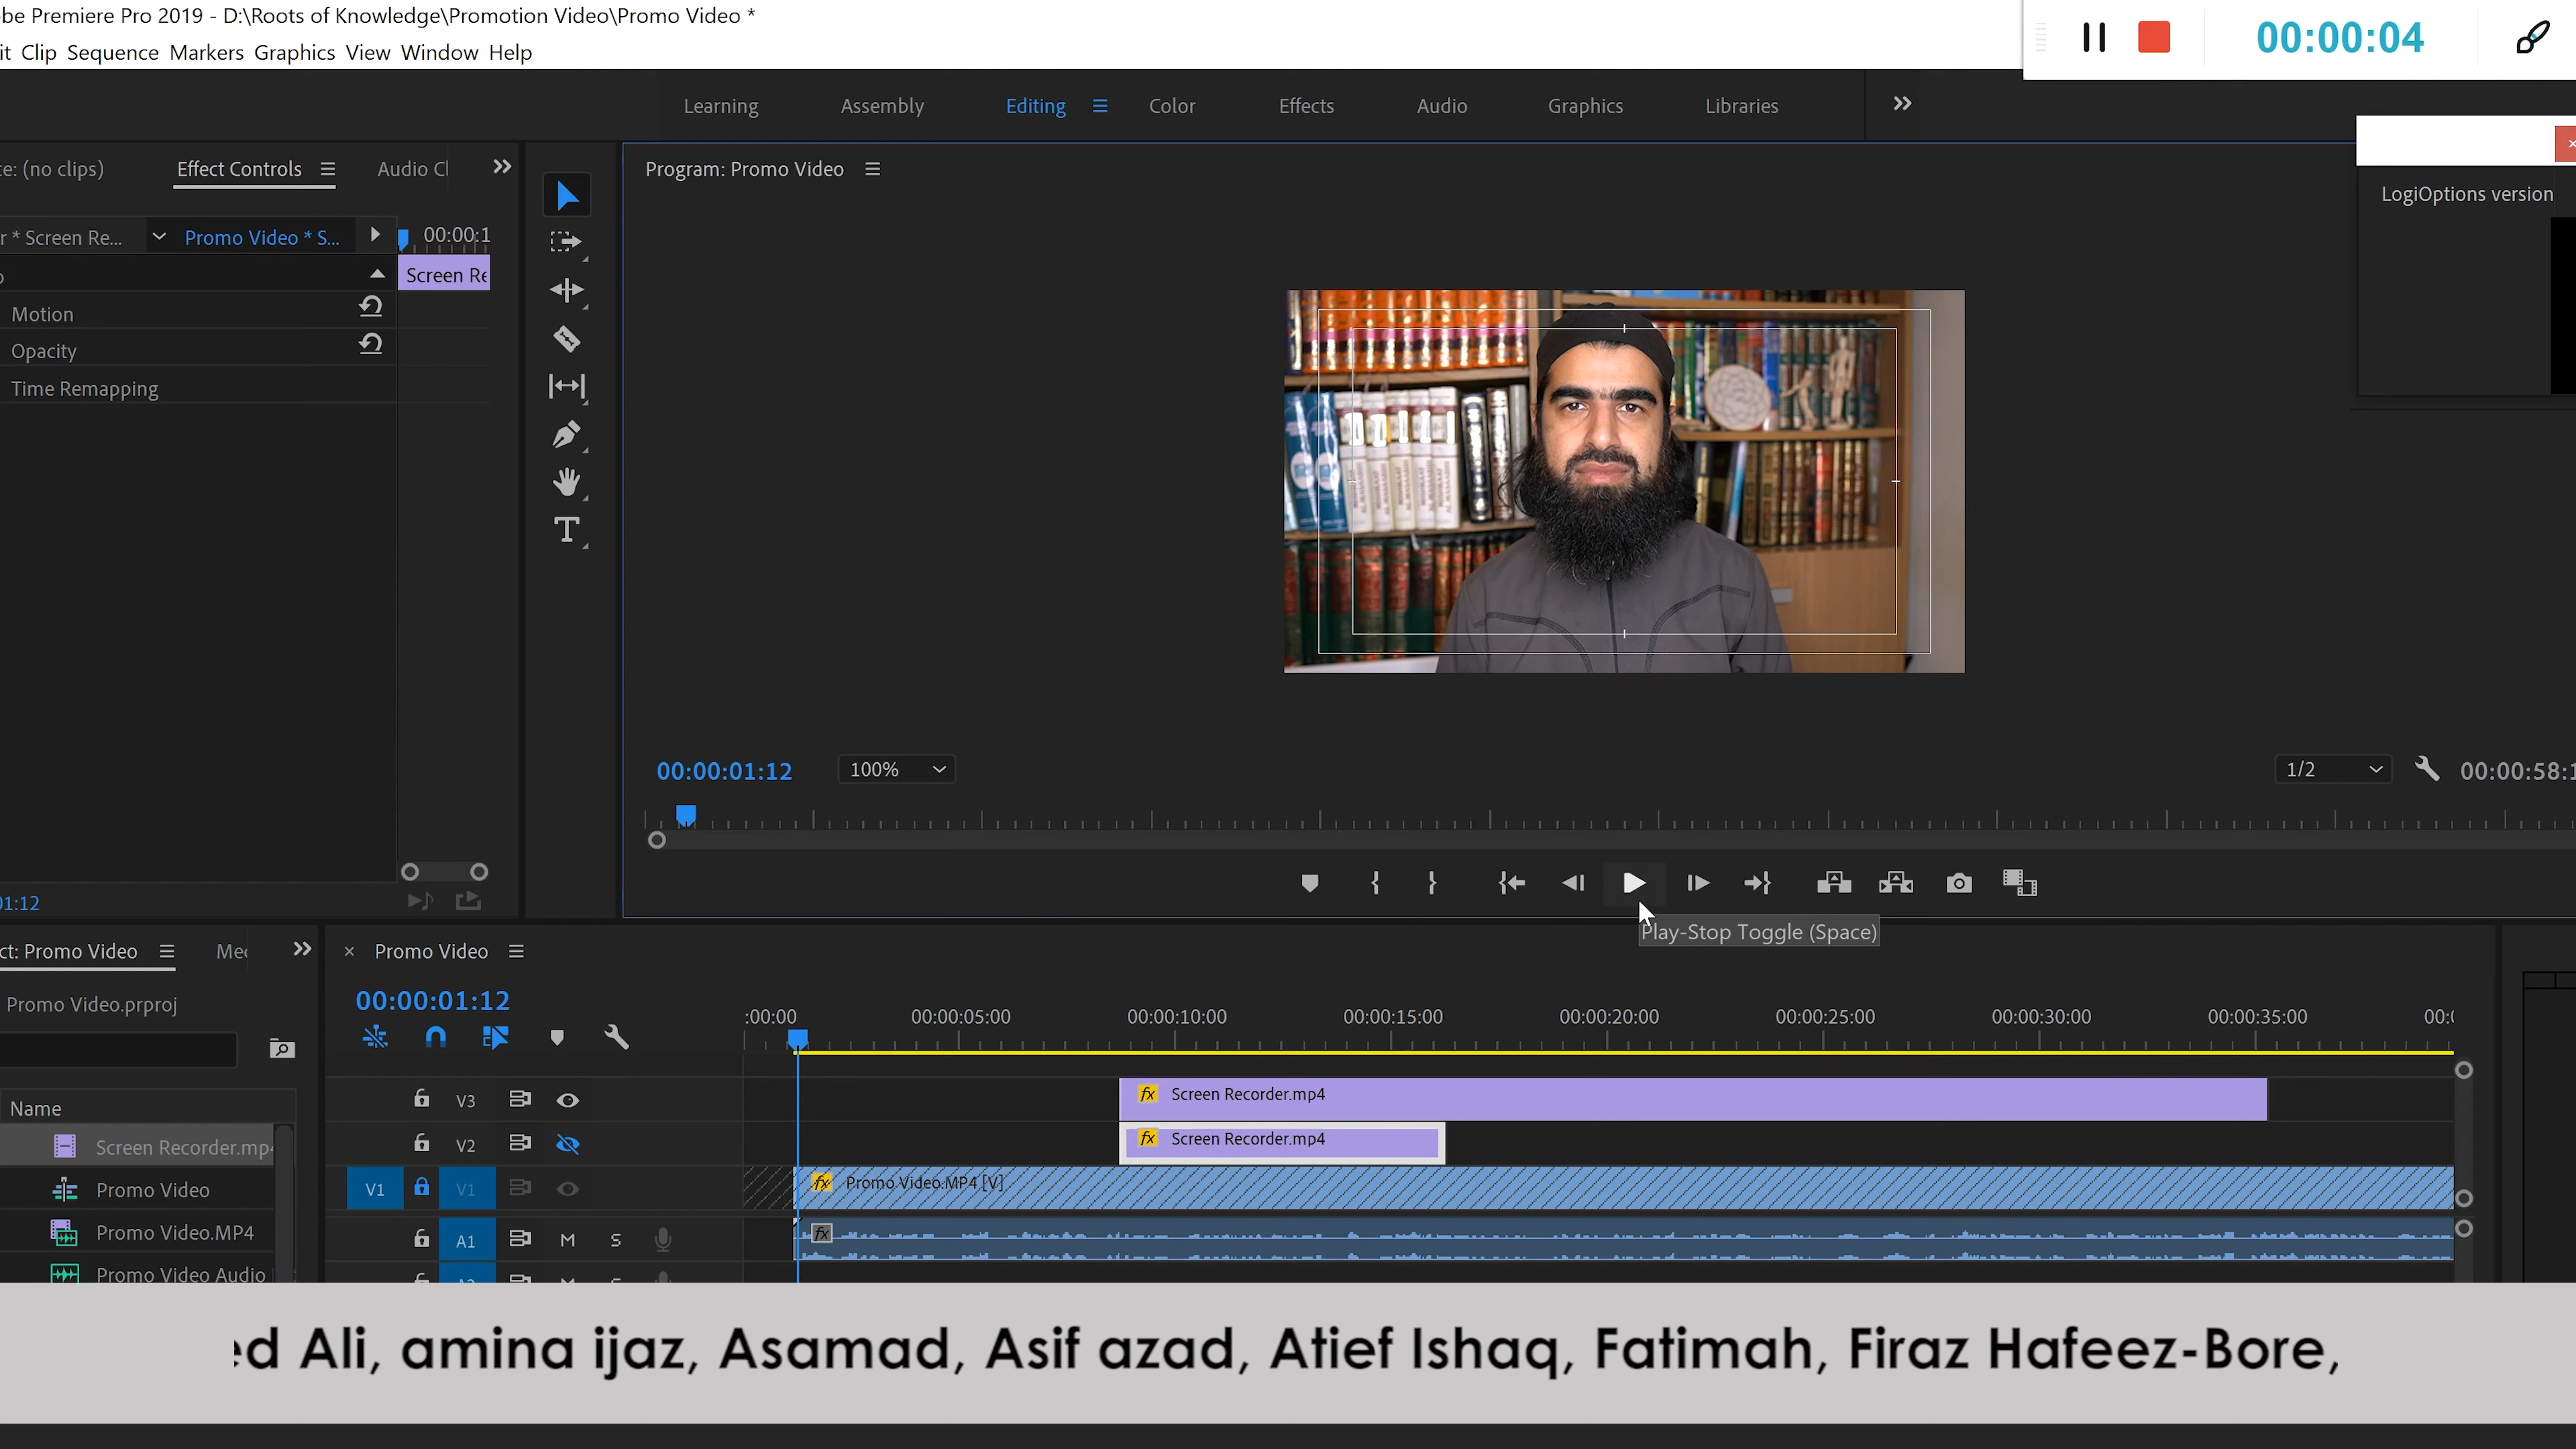 be Premiere Pro 2019 - D:\Roots of Knowledge\Promotion Video\Promo Video *
00:00:04
it Clip Sequence Markers Graphics View Window Help
Learning Assembly Editing Color Effects Audio Graphics Libraries
ce: (no clips) Effect Controls Audio Cl
Program: Promo Video
LogiOptions version
r * Screen Re... Promo Video * S... 00:00:1
Screen Re
Motion
Opacity
Time Remapping
00:00:01:12 100% 1/2 00:00:58:1
01:12
Play-Stop Toggle (Space)
ct: Promo Video Med
Promo Video
Promo Video.prproj
00:00:01:12
:00:00 00:00:05:00 00:00:10:00 00:00:15:00 00:00:20:00 00:00:25:00 00:00:30:00 00:00:35:00 00:0
Name
V3 Screen Recorder.mp4
Screen Recorder.mp4
V2 Screen Recorder.mp4
Promo Video
V1 V1 Promo Video.MP4 [V]
Promo Video.MP4
A1 M S
Promo Video Audio
ed Ali, amina ijaz, Asamad, Asif azad, Atief Ishaq, Fatimah, Firaz Hafeez-Bore,